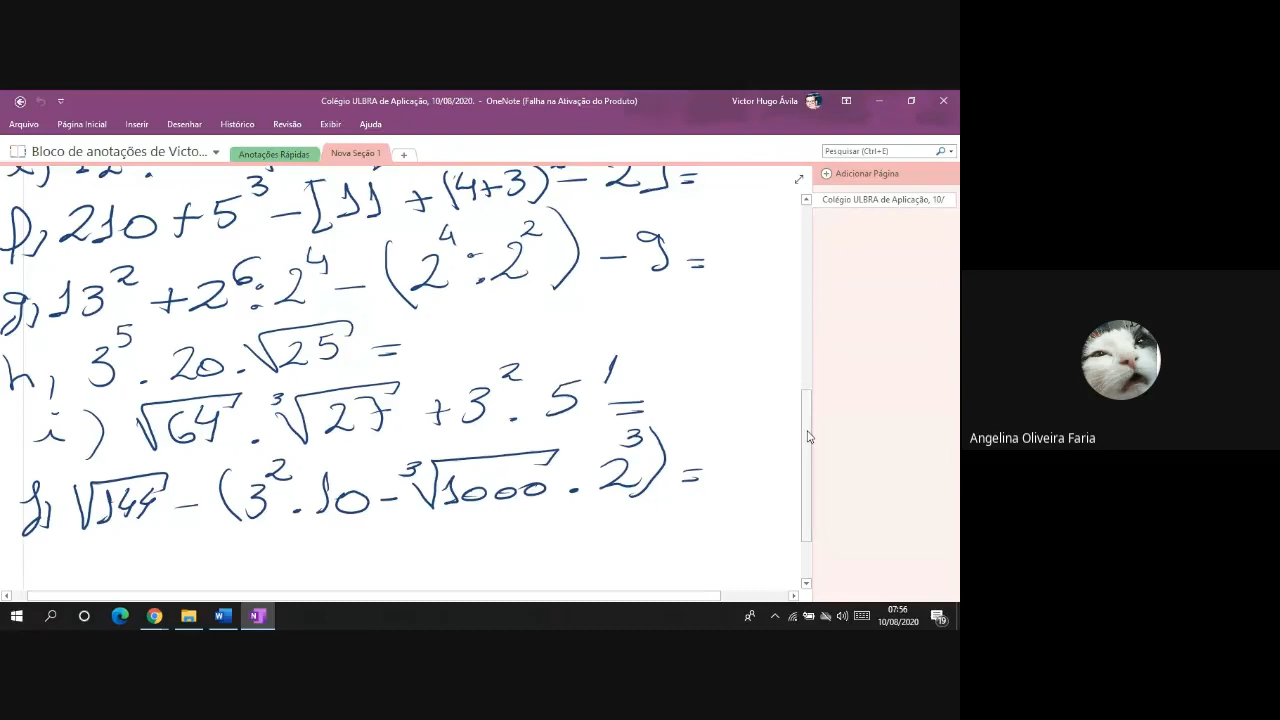 Colégio ULBRA de Aplicação, 10/08/2020. - OneNote (Falha na Ativação do Produto)
Victor Hugo Ávila
Arquivo Página Inicial Inserir Desenhar Histórico Revisão Exibir Ajuda
Bloco de anotações de Victo...
Anotações Rápidas
Nova Seção 1
Pesquisar (Ctrl+E)
Adicionar Página
Colégio ULBRA de Aplicação, 10/
f, 210 + 5³ - [11 + (4+3)² - 2] =
g, 13² + 2⁶ : 2⁴ - (2⁴ : 2²) - 9 =
h, 3⁵ . 20 . √25 =
i) √64 . ³√27 + 3² . 5¹ =
j, √144 - (3² . 10 - ³√1000 . 2³) =
Angelina Oliveira Faria
07:56
10/08/2020
19